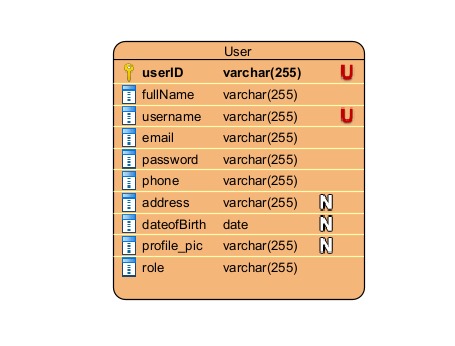 User
userID varchar(255) U
fullName varchar(255)
username varchar(255) U
email varchar(255)
password varchar(255)
phone varchar(255)
address varchar(255) N
dateofBirth date N
profile_pic varchar(255) N
role varchar(255)